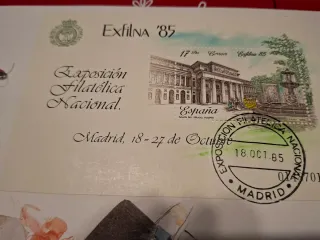 Exfilna '85
17 Pts Correos Exfilna 85
Exposición
Filatélica
Nacional.
España
Madrid, 18-27 de Octubre
EXPOSICION FILATELICA NACIONAL
18 OCT. 85
• MADRID •